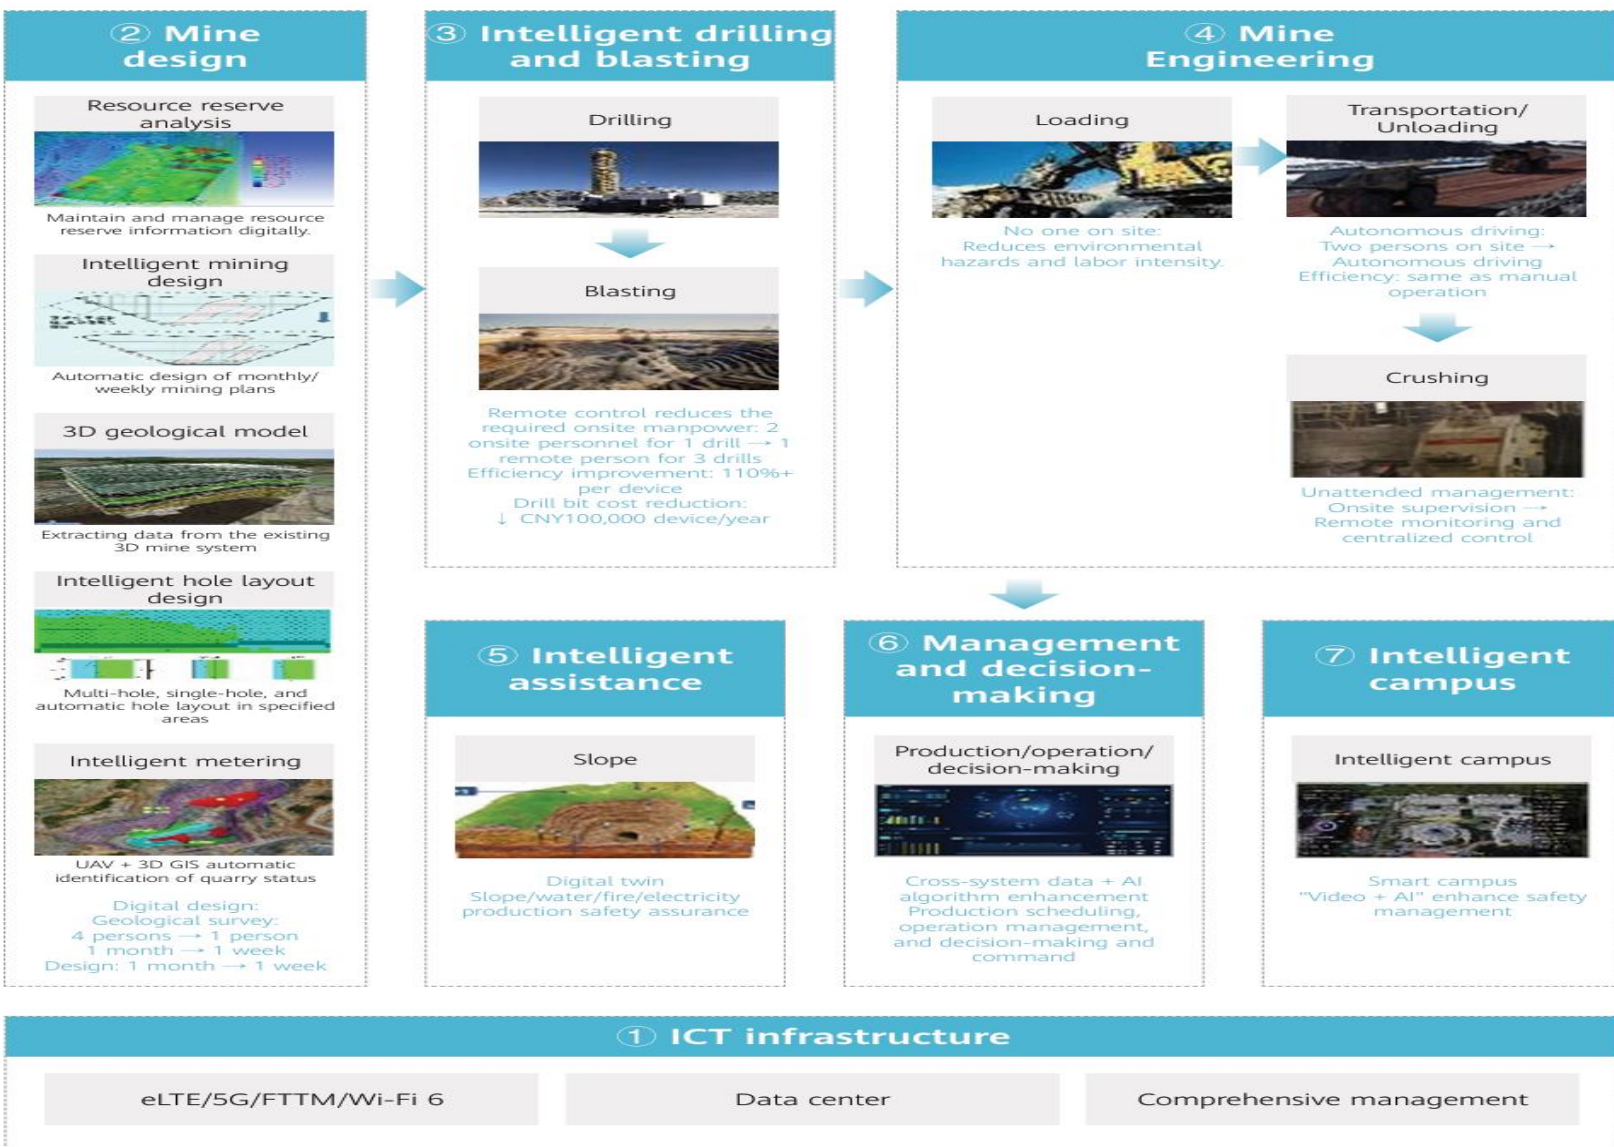 ② Mine
design
Resource reserve
analysis
Maintain and manage resource
reserve information digitally.
Intelligent mining
design
Automatic design of monthly/
weekly mining plans
3D geological model
Extracting data from the existing
3D mine system
Intelligent hole layout
design
Multi-hole, single-hole, and
automatic hole layout in specified
areas
Intelligent metering
UAV + 3D GIS automatic
identification of quarry status
Digital design:
Geological survey:
4 persons → 1 person
1 month → 1 week
Design: 1 month → 1 week
③ Intelligent drilling
and blasting
Drilling
Blasting
Remote control reduces the
required onsite manpower: 2
onsite personnel for 1 drill → 1
remote person for 3 drills
Efficiency improvement: 110%+
per device
Drill bit cost reduction:
↓ CNY100,000 device/year
④ Mine
Engineering
Loading
No one on site:
Reduces environmental
hazards and labor intensity.
Transportation/
Unloading
Autonomous driving:
Two persons on site →
Autonomous driving
Efficiency: same as manual
operation
Crushing
Unattended management:
Onsite supervision →
Remote monitoring and
centralized control
⑤ Intelligent
assistance
Slope
Digital twin
Slope/water/fire/electricity
production safety assurance
⑥ Management
and decision-
making
Production/operation/
decision-making
Cross-system data + AI
algorithm enhancement
Production scheduling,
operation management,
and decision-making and
command
⑦ Intelligent
campus
Intelligent campus
Smart campus
"Video + AI" enhance safety
management
① ICT infrastructure
eLTE/5G/FTTM/Wi-Fi 6
Data center
Comprehensive management